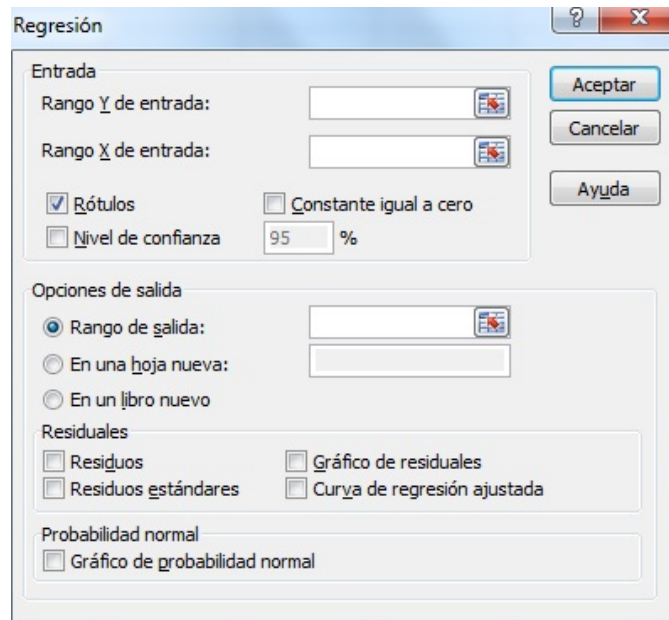 Regresión
Entrada
Rango Y de entrada:
Rango X de entrada:
Rótulos
Constante igual a cero
Nivel de confianza
95 %
Aceptar
Cancelar
Ayuda
Opciones de salida
Rango de salida:
En una hoja nueva:
En un libro nuevo
Residuales
Residuos
Gráfico de residuales
Residuos estándares
Curva de regresión ajustada
Probabilidad normal
Gráfico de probabilidad normal